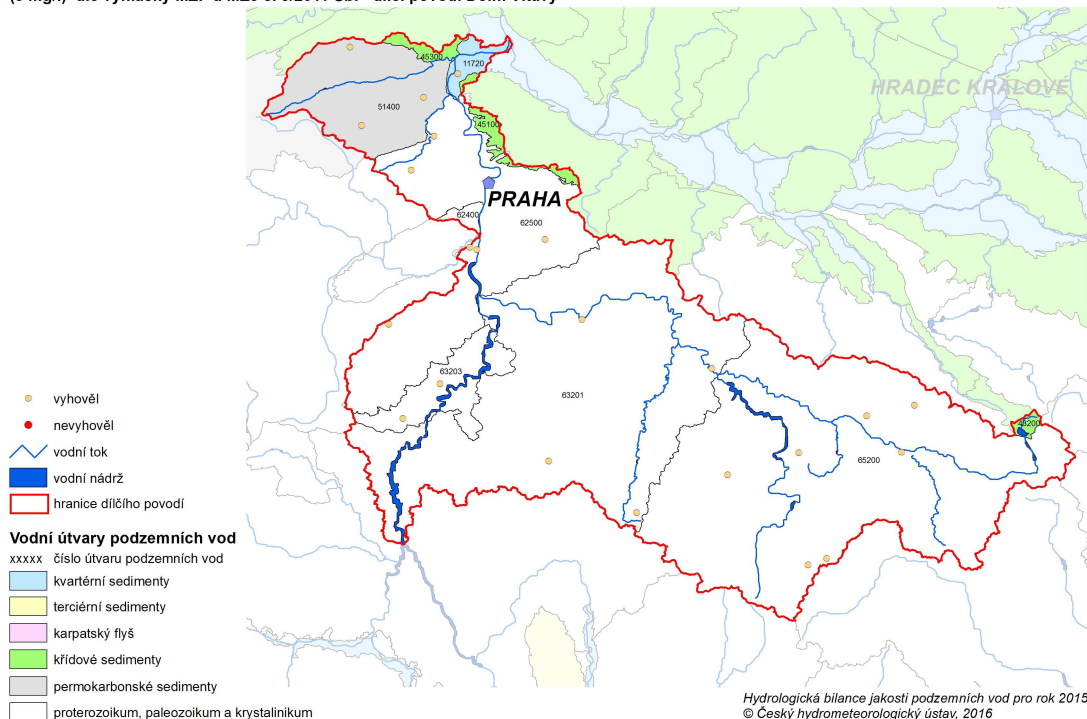 HRADEC KRÁLOVÉ
45300
11720
51400
45100
PRAHA
62400
62500
63203
63201
43200
65200
vyhověl
nevyhověl
vodní tok
vodní nádrž
hranice dílčího povodí
Vodní útvary podzemních vod
xxxxx číslo útvaru podzemních vod
kvartérní sedimenty
terciérní sedimenty
karpatský flyš
křídové sedimenty
permokarbonské sedimenty
proterozoikum, paleozoikum a krystalinikum
Hydrologická bilance jakosti podzemních vod pro rok 2015
© Český hydrometeorologický ústav, 2016